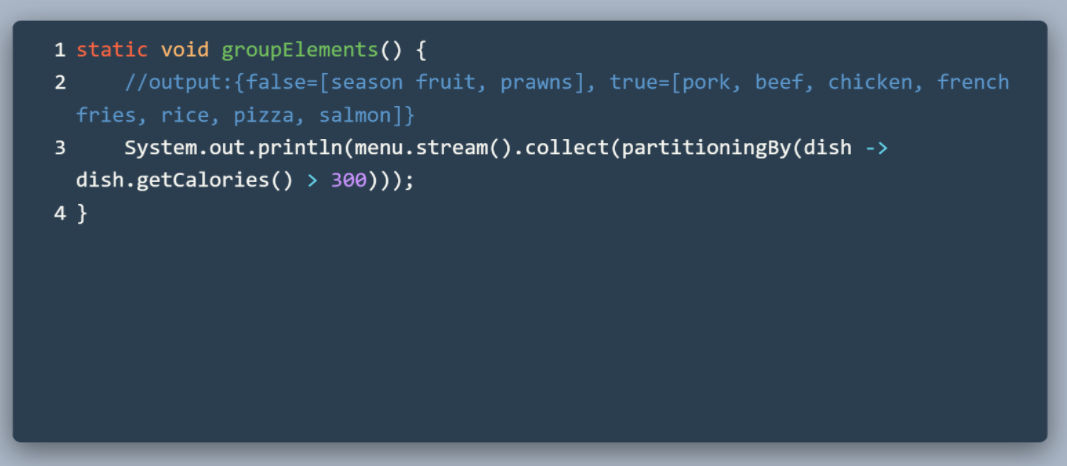 1 static void groupElements() {
2     //output:{false=[season fruit, prawns], true=[pork, beef, chicken, french
fries, rice, pizza, salmon]}
3     System.out.println(menu.stream().collect(partitioningBy(dish ->
dish.getCalories() > 300)));
4 }